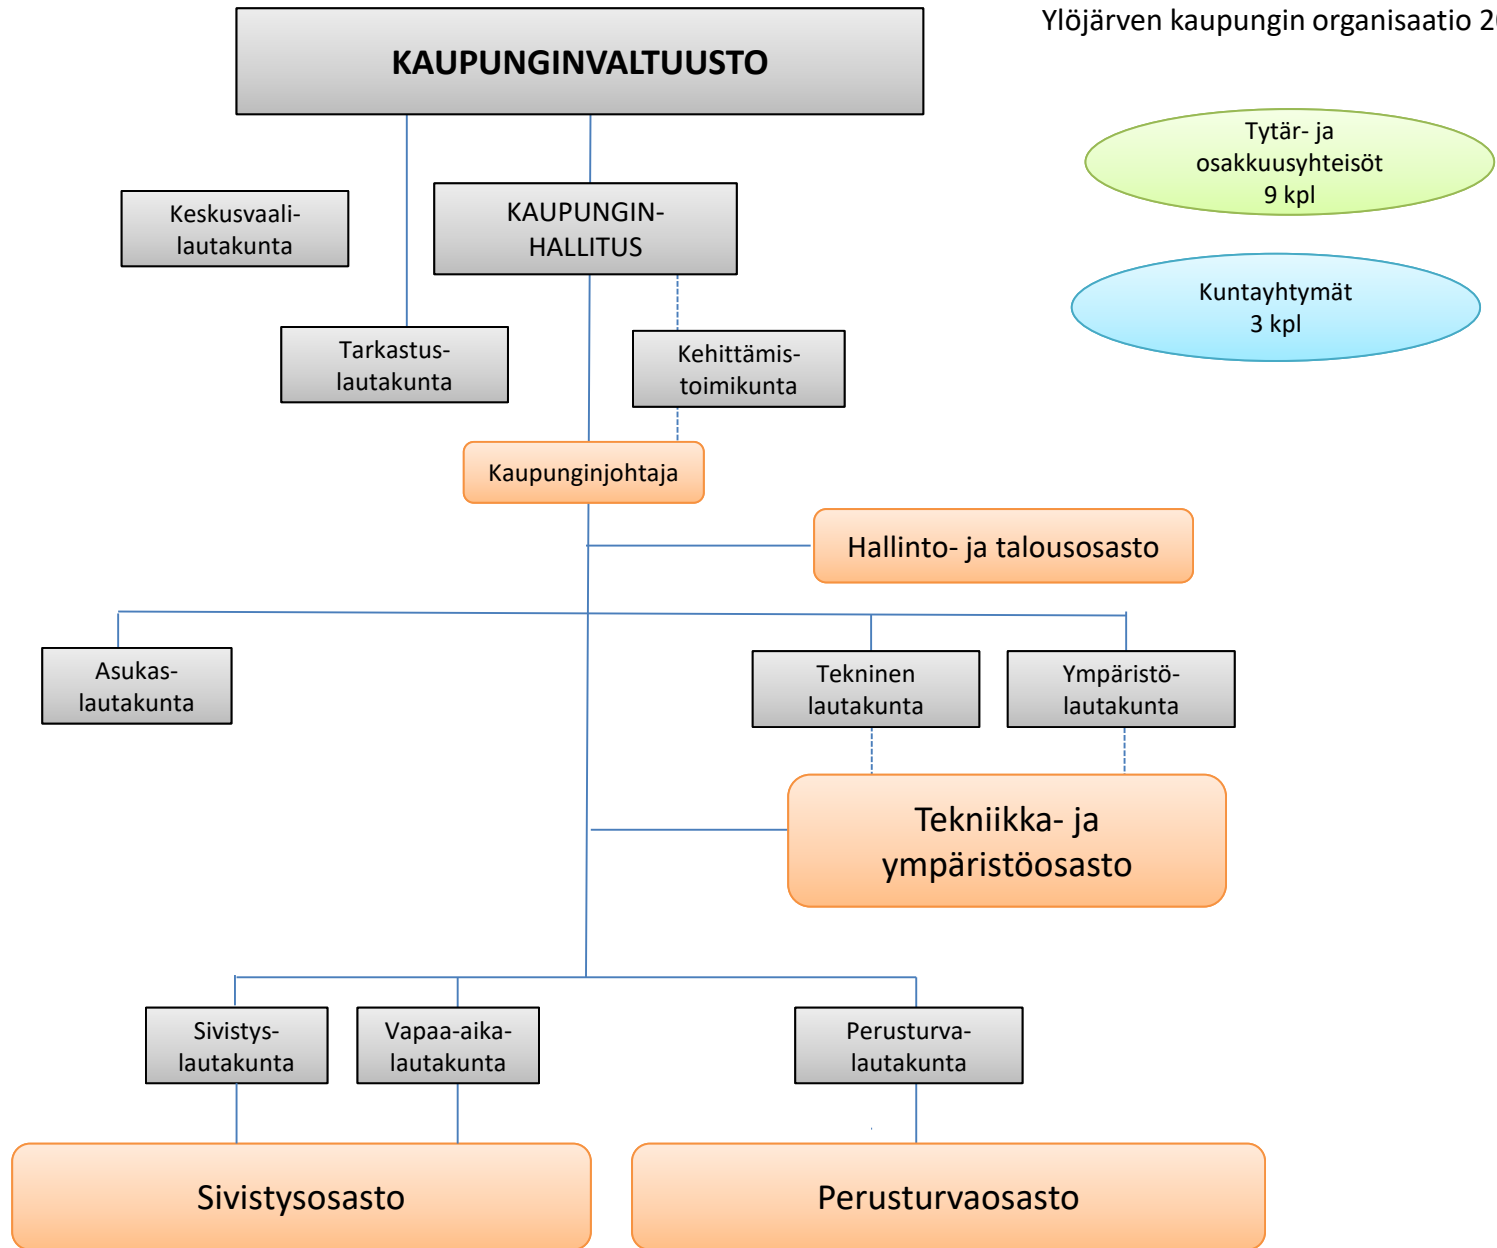 Ylöjärven kaupungin organisaatio
KAUPUNGINVALTUUSTO
Tytär- ja
osakkuusyhteisöt
9 kpl
Keskusvaali-
lautakunta
KAUPUNGIN-
HALLITUS
Kuntayhtymät
3 kpl
Tarkastus-
lautakunta
Kehittämis-
toimikunta
Kaupunginjohtaja
Hallinto- ja talousosasto
Asukas-
lautakunta
Tekninen
lautakunta
Ympäristö-
lautakunta
Tekniikka- ja
ympäristöosasto
Sivistys-
lautakunta
Vapaa-aika-
lautakunta
Perusturva-
lautakunta
Sivistysosasto
Perusturvaosasto